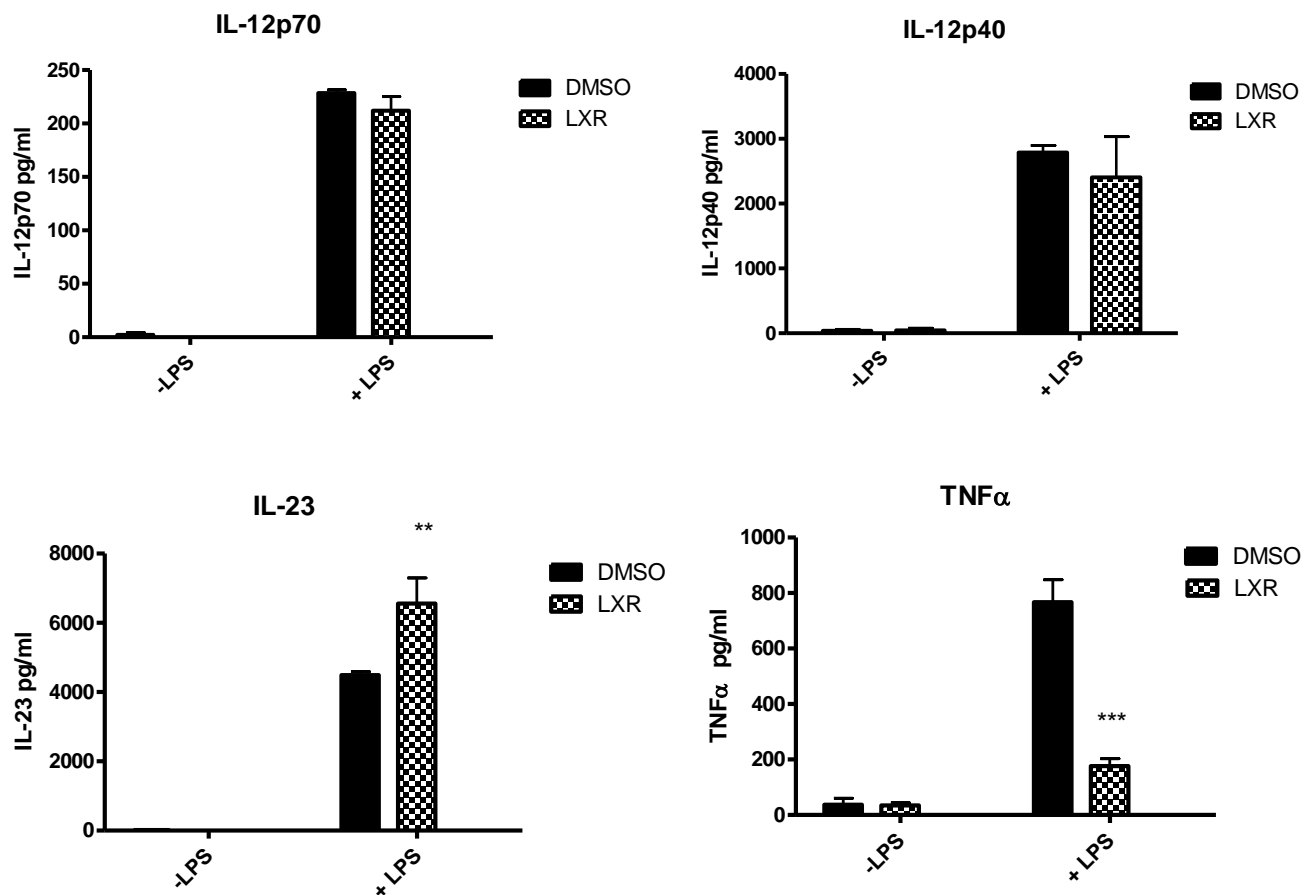 IL-12p70
IL-12p70 pg/ml
250
200
150
100
50
0
-LPS
+ LPS
DMSO
LXR
IL-12p40
IL-12p40 pg/ml
4000
3000
2000
1000
0
-LPS
+ LPS
DMSO
LXR
IL-23
IL-23 pg/ml
8000
6000
4000
2000
0
**
-LPS
+ LPS
DMSO
LXR
TNFα
TNFα pg/ml
1000
800
600
400
200
0
***
-LPS
+ LPS
DMSO
LXR